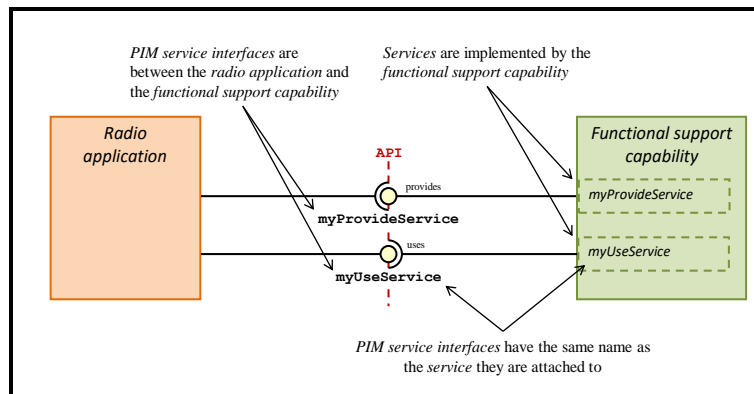 PIM service interfaces are
between the radio application and
the functional support capability
Services are implemented by the
functional support capability
Radio
application
API
Functional support
capability
provides
myProvideService
myProvideService
uses
myUseService
myUseService
PIM service interfaces have the same name as
the service they are attached to